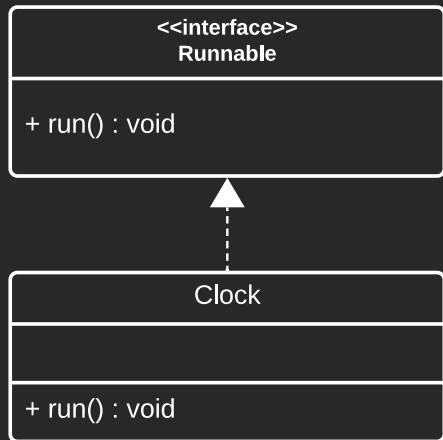 <<interface>>
Runnable
+ run() : void
Clock
+ run() : void